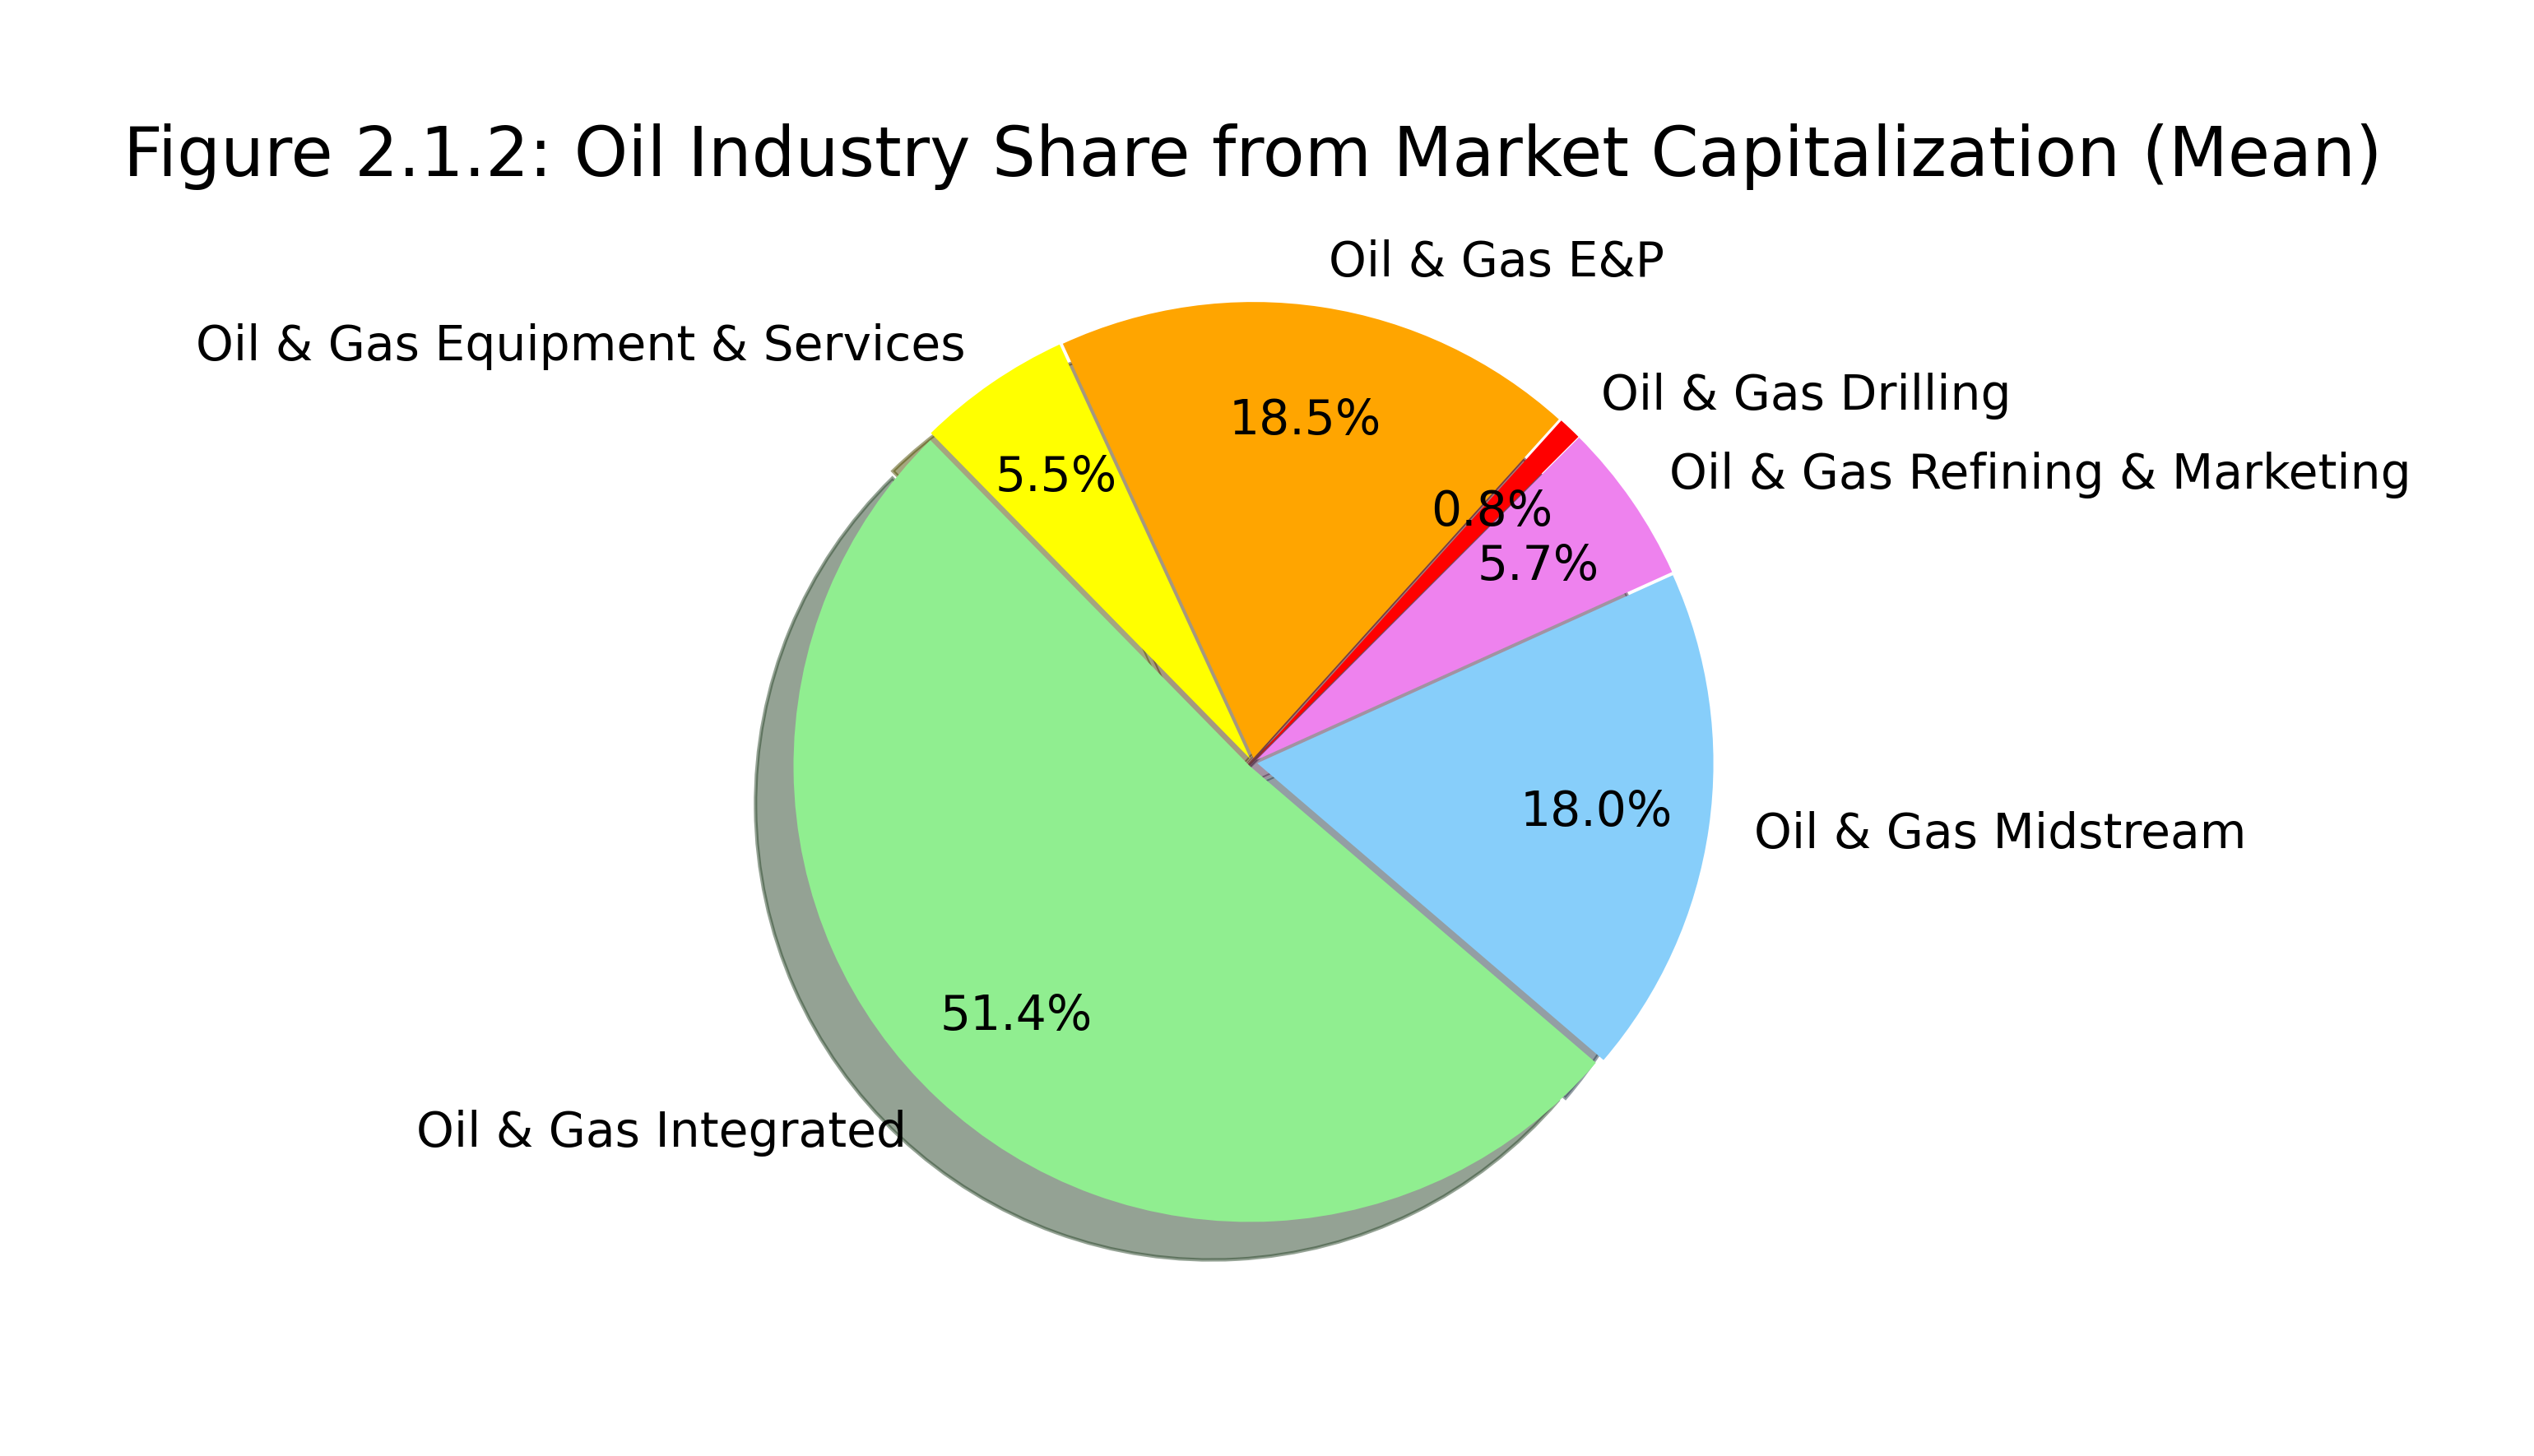 Figure 2.1.2: Oil Industry Share from Market Capitalization (Mean)
Oil & Gas E&P
Oil & Gas Equipment & Services
Oil & Gas Drilling
18.5%
Oil & Gas Refining & Marketing
5.5%
0.8%
5.7%
18.0%
Oil & Gas Midstream
51.4%
Oil & Gas Integrated